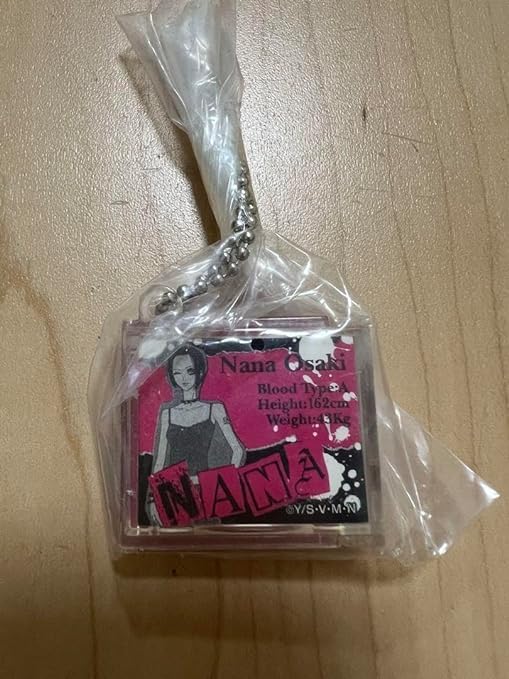 Nana Osaki
Blood Type:A
Height:162cm
Weight:43Kg
NANA
©Y/S・V・M・N